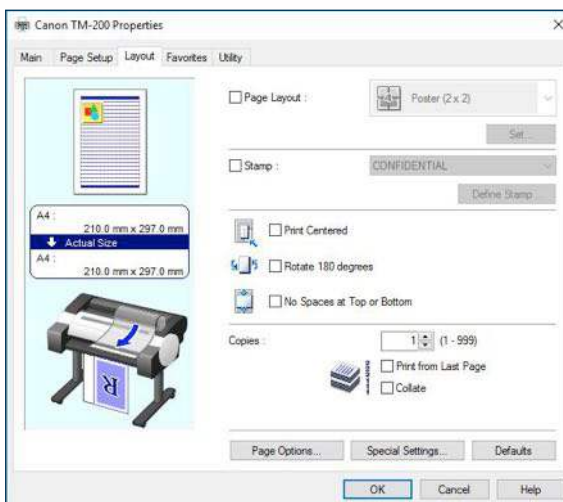 Canon TM-200 Properties
Main Page Setup Layout Favorites Utility
Page Layout :
Poster (2 x 2)
Set...
Stamp :
CONFIDENTIAL
Define Stamp...
A4 :
210.0 mm x 297.0 mm
Actual Size
A4 :
210.0 mm x 297.0 mm
Print Centered
Rotate 180 degrees
No Spaces at Top or Bottom
R
Copies :
1 (1 - 999)
Print from Last Page
Collate
Page Options...
Special Settings...
Defaults
OK
Cancel
Help